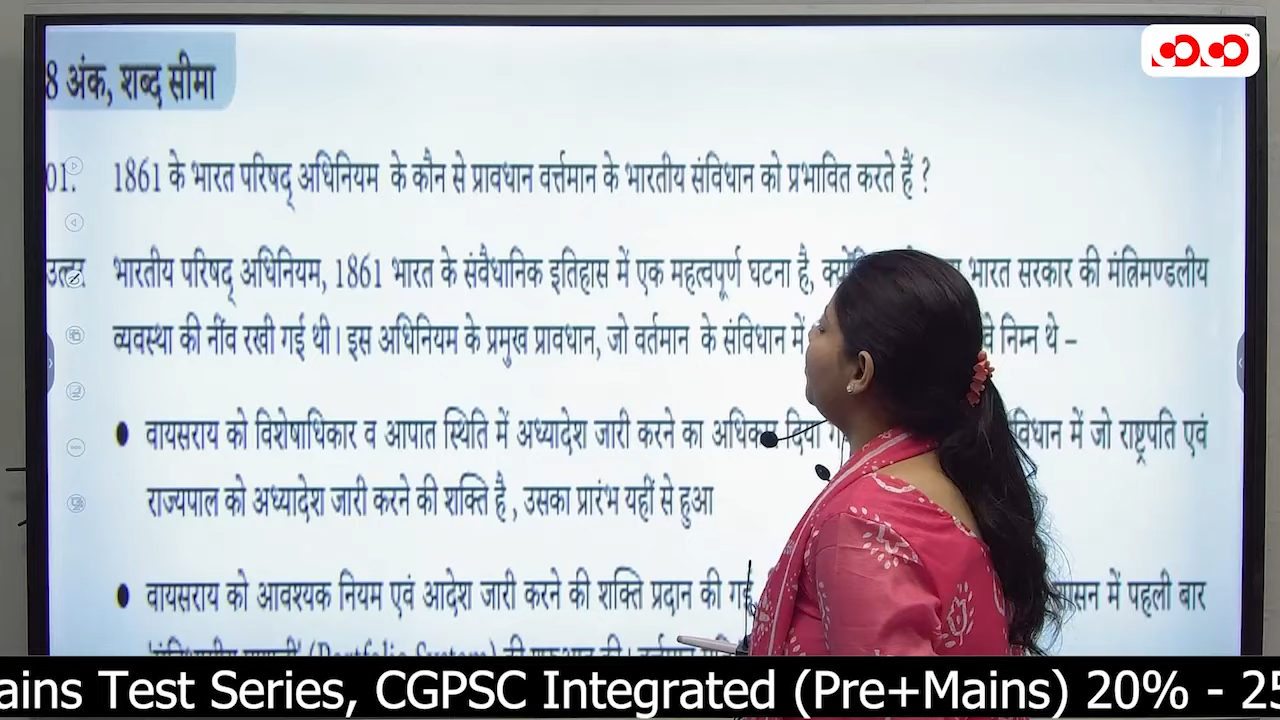 8 अंक, शब्द सीमा
01. 1861 के भारत परिषद् अधिनियम के कौन से प्रावधान वर्त्तमान के भारतीय संविधान को प्रभावित करते हैं ?
भारतीय परिषद् अधिनियम, 1861 भारत के संवैधानिक इतिहास में एक महत्वपूर्ण घटना है, भारत सरकार की मंत्रिमण्डलीय
व्यवस्था की नींव रखी गई थी। इस अधिनियम के प्रमुख प्रावधान, जो वर्तमान के संविधान में निम्न थे –
● वायसराय को विशेषाधिकार व आपात स्थिति में अध्यादेश जारी करने का अधिकार दिया में जो राष्ट्रपति एवं
राज्यपाल को अध्यादेश जारी करने की शक्ति है , उसका प्रारंभ यहीं से हुआ
● वायसराय को आवश्यक नियम एवं आदेश जारी करने की शक्ति प्रदान की गई में पहली बार
(Portfolio System) की शुरुआत की।
ains Test Series, CGPSC Integrated (Pre+Mains) 20% - 25